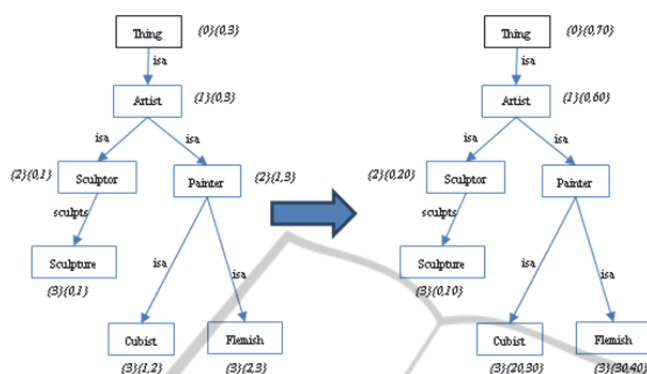 Thing {0}{0,3}
isa
Artist {1}{0,3}
isa isa
{2}{0,1} Sculptor Painter {2}{1,3}
sculpts
Sculpture isa isa
{3}{0,1}
Cubist Flemish
{3}{1,2} {3}{2,3}
Thing {0}{0,70}
isa
Artist {1}{0,60}
isa isa
{2}{0,20} Sculptor Painter
sculpts
Sculpture isa isa
{3}{0,10}
Cubist Flemish
{3}{20,30} {3}{30,40}